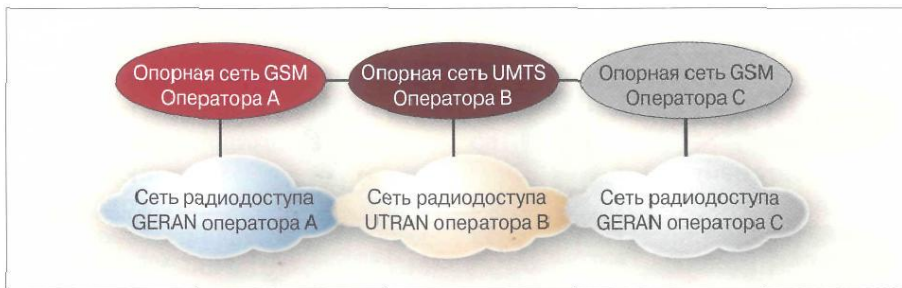 Опорная сеть GSM
Оператора А
Опорная сеть UMTS
Оператора В
Опорная сеть GSM
Оператора С
Сеть радиодоступа
GERAN оператора А
Сеть радиодоступа
UTRAN оператора В
Сеть радиодоступа
GERAN оператора С